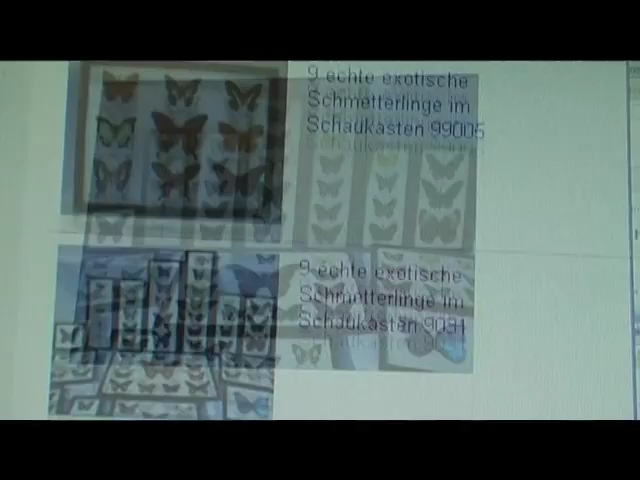 9 echte exotische
Schmetterlinge im
Schaukasten 99005
9 echte exotische
Schmetterlinge im
Schaukasten 9031